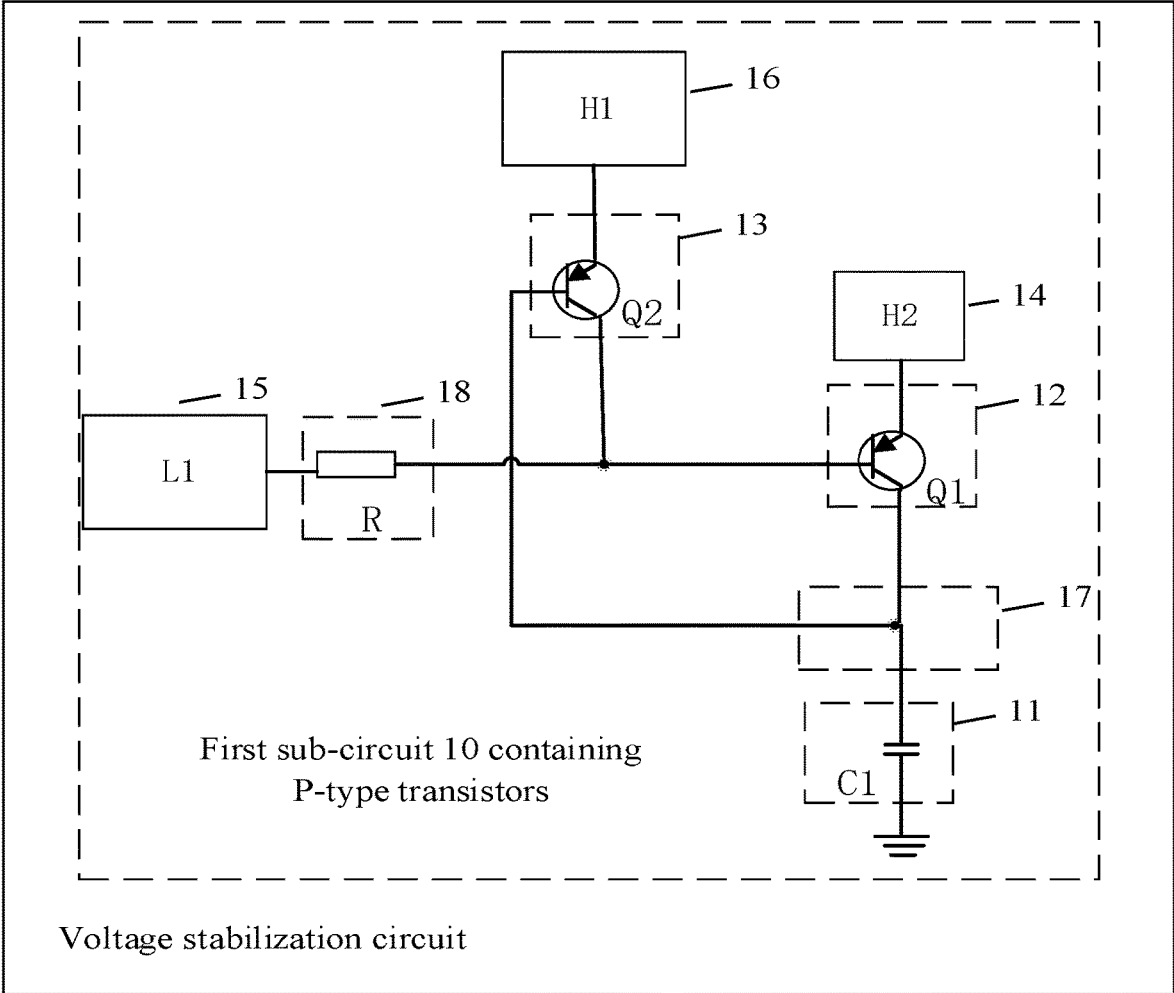 16
H1
13
Q2
14
H2
15
18
12
L1
R
Q1
17
11
C1
First sub-circuit 10 containing
P-type transistors
Voltage stabilization circuit